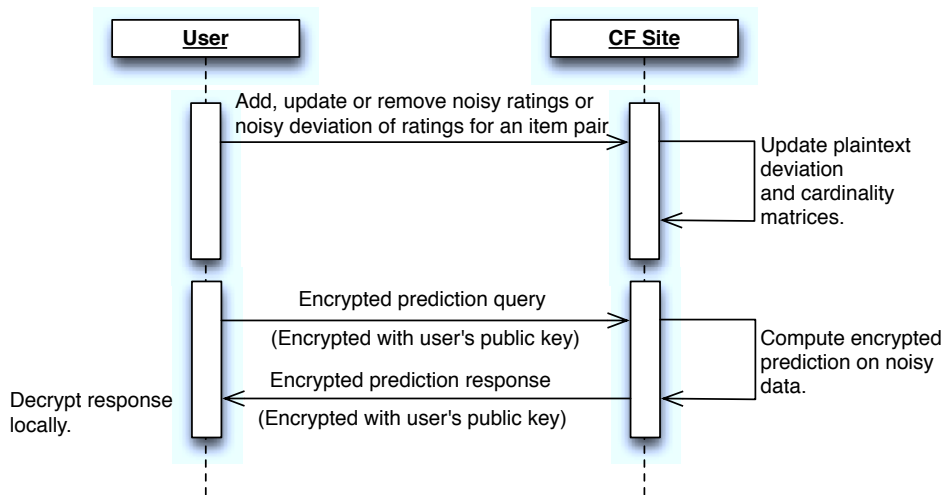 User
CF Site
Add, update or remove noisy ratings or
noisy deviation of ratings for an item pair
Update plaintext
deviation
and cardinality
matrices.
Encrypted prediction query
(Encrypted with user's public key)
Compute encrypted
prediction on noisy
data.
Encrypted prediction response
(Encrypted with user's public key)
Decrypt response
locally.